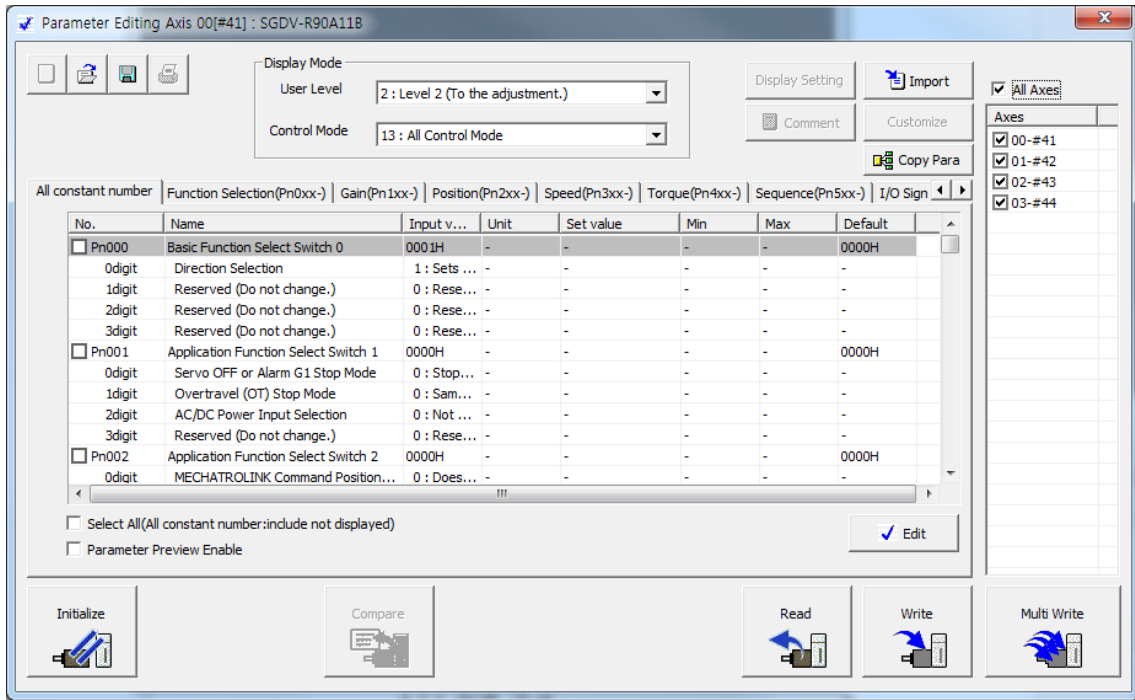 Parameter Editing Axis 00[#41] : SGDV-R90A11B
Display Mode
User Level 2 : Level 2 (To the adjustment.)
Control Mode 13 : All Control Mode
Display Setting Import
Comment Customize
Copy Para
All Axes
Axes
00-#41
01-#42
02-#43
03-#44
All constant number Function Selection(Pn0xx-) Gain(Pn1xx-) Position(Pn2xx-) Speed(Pn3xx-) Torque(Pn4xx-) Sequence(Pn5xx-) I/O Sign
No. Name Input v... Unit Set value Min Max Default
Pn000 Basic Function Select Switch 0 0001H - - - - 0000H
0digit Direction Selection 1 : Sets ... - - - - -
1digit Reserved (Do not change.) 0 : Rese... - - - - -
2digit Reserved (Do not change.) 0 : Rese... - - - - -
3digit Reserved (Do not change.) 0 : Rese... - - - - -
Pn001 Application Function Select Switch 1 0000H - - - - 0000H
0digit Servo OFF or Alarm G1 Stop Mode 0 : Stop... - - - - -
1digit Overtravel (OT) Stop Mode 0 : Sam... - - - - -
2digit AC/DC Power Input Selection 0 : Not ... - - - - -
3digit Reserved (Do not change.) 0 : Rese... - - - - -
Pn002 Application Function Select Switch 2 0000H - - - - 0000H
0digit MECHATROLINK Command Position... 0 : Does... - - - - -
Select All(All constant number:include not displayed)
Parameter Preview Enable
Edit
Initialize Compare Read Write Multi Write